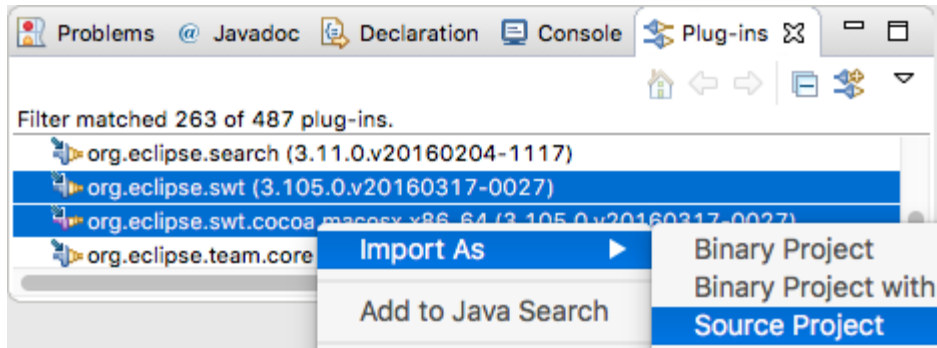 Problems @ Javadoc Declaration Console Plug-ins
Filter matched 263 of 487 plug-ins.
org.eclipse.search (3.11.0.v20160204-1117)
org.eclipse.swt (3.105.0.v20160317-0027)
org.eclipse.swt.cocoa.macosx.x86_64 (3.105.0.v20160317-0027)
org.eclipse.team.core
Import As
Binary Project
Binary Project with
Add to Java Search
Source Project